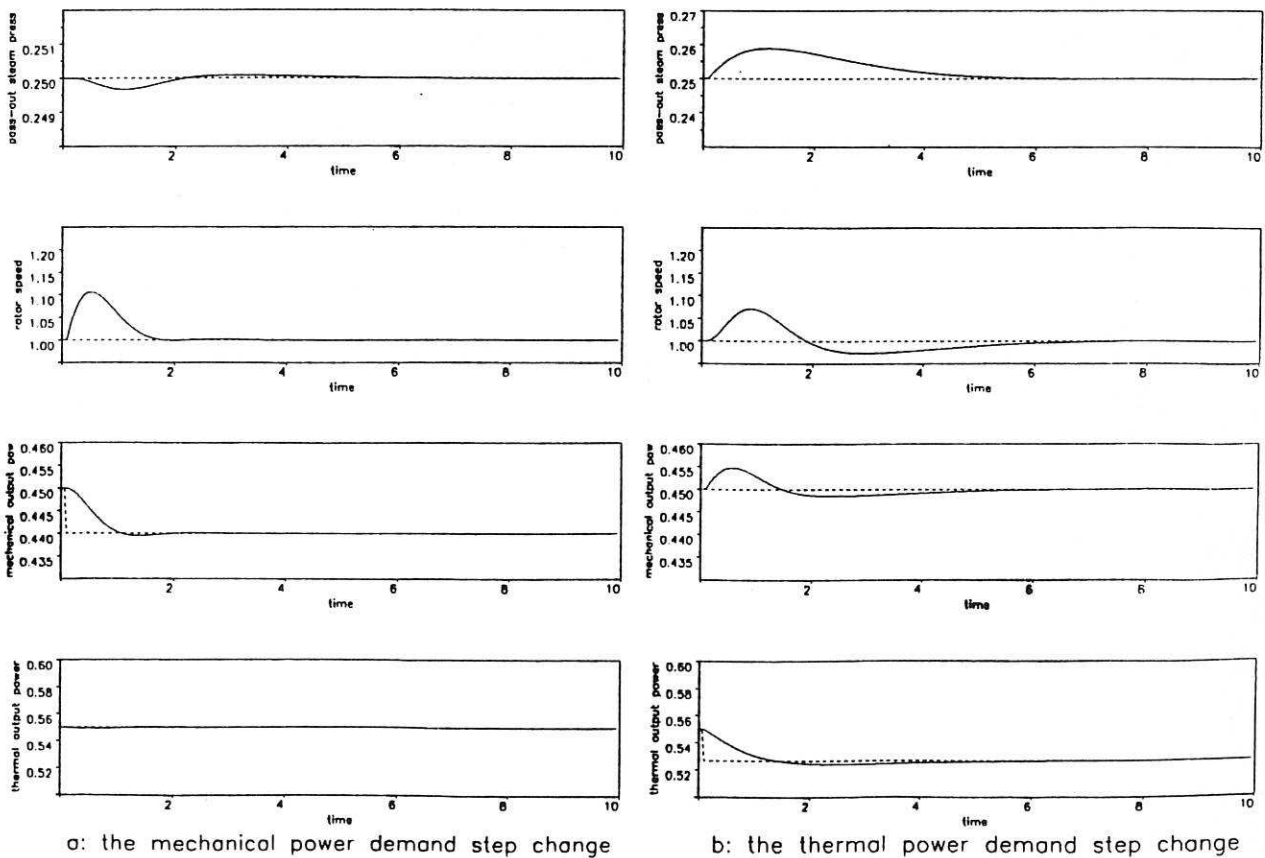 pass-out steam press
0.251
0.250
0.249
2 4 6 8 10
time
rotor speed
1.20
1.15
1.10
1.05
1.00
2 4 6 8 10
time
mechanical output pow
0.460
0.455
0.450
0.445
0.440
0.435
2 4 6 8 10
time
thermal output power
0.60
0.58
0.56
0.54
0.52
2 4 6 8 10
time
a: the mechanical power demand step change
pass-out steam press
0.27
0.26
0.25
0.24
2 4 6 8 10
time
rotor speed
1.20
1.15
1.10
1.05
1.00
2 4 6 8 10
time
mechanical output pow
0.460
0.455
0.450
0.445
0.440
0.435
2 4 6 8 10
time
thermal output power
0.60
0.58
0.56
0.54
0.52
2 4 6 8 10
time
b: the thermal power demand step change